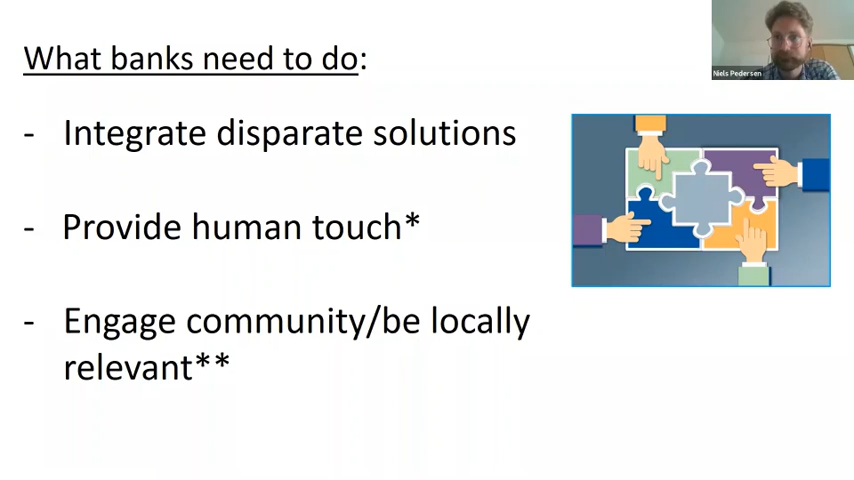 What banks need to do:
- Integrate disparate solutions
- Provide human touch*
- Engage community/be locally
relevant**
Niels Pedersen